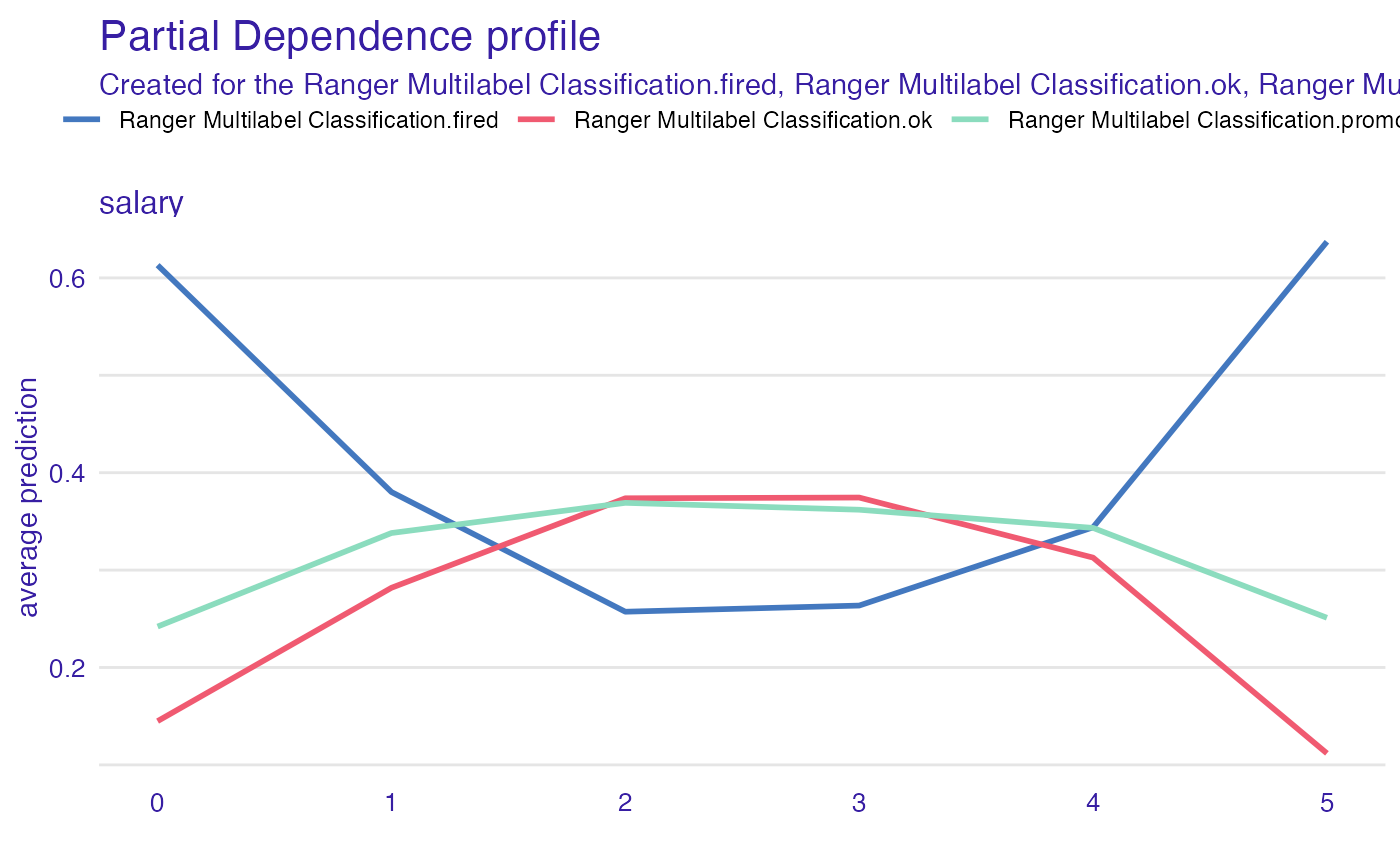 Partial Dependence profile
Created for the Ranger Multilabel Classification.fired, Ranger Multilabel Classification.ok, Ranger Mu
Ranger Multilabel Classification.fired Ranger Multilabel Classification.ok Ranger Multilabel Classification.promo
salary
0.6
0.4
0.2
average prediction
0 1 2 3 4 5